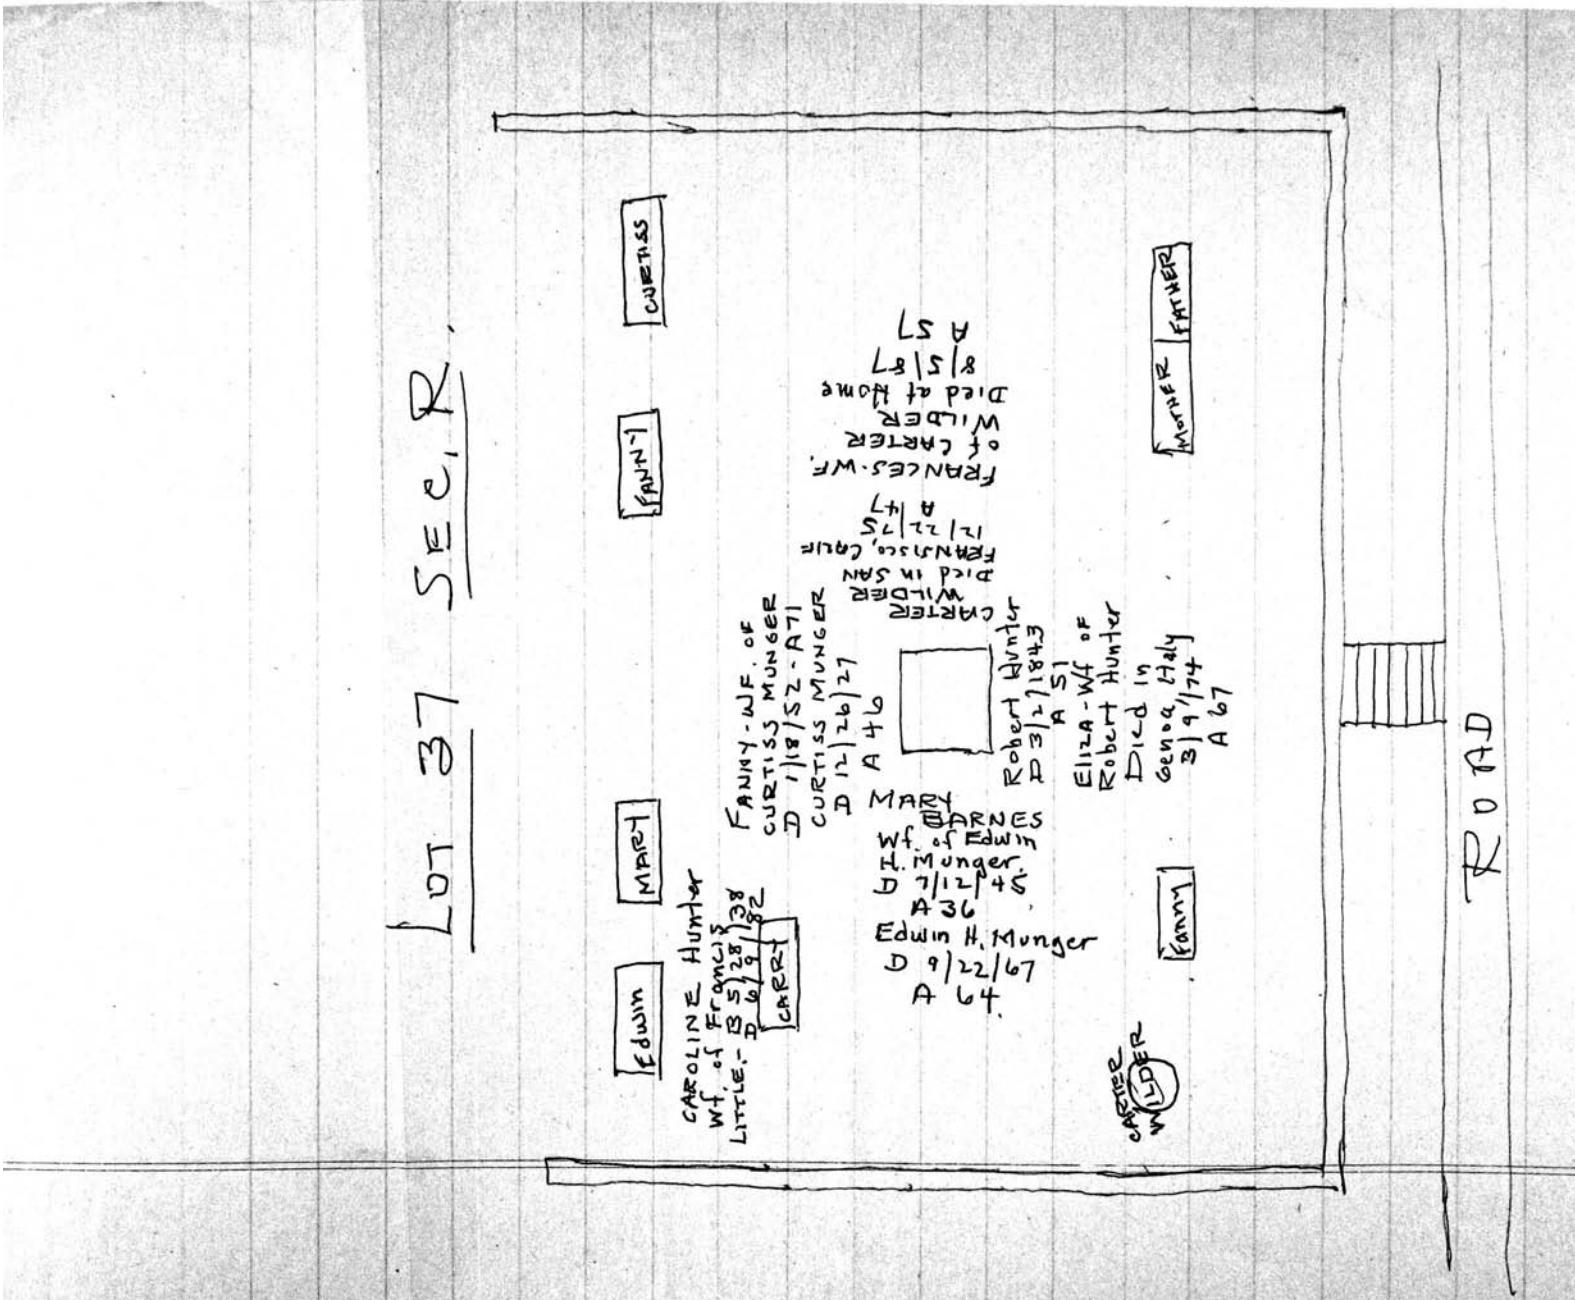 LOT 37 SEC. R.
CURTISS
FANNY
MARY
Edwin
FANNY-WF. OF
CURTISS MUNGER
D 1/18/52-A71
CURTISS MUNGER
D 12/26/27
A 46
CARTER
WILDER
Died in SAN
FRANSISCO, CALIF
12/22/75
A 47
FRANCES-WF.
of CARTER
WILDER
Died at Home
8/5/87
A 57
Robert Hunter
D 3/2/1843
A 51
ELIZA-Wf. OF
Robert Hunter
Died in
Genoa, Italy
3/9/74
A 67
MARY
BARNES
Wf. of Edwin
H. Munger.
D 7/12/45
A 36
Edwin H. Munger
D 9/22/67
A 64.
CAROLINE Hunter
Wf. of Francis
LITTLE.- B 5/28/38
D 6/9/82
CARRY
MOTHER FATHER
Fanny
CARTER
WILDER
ROAD